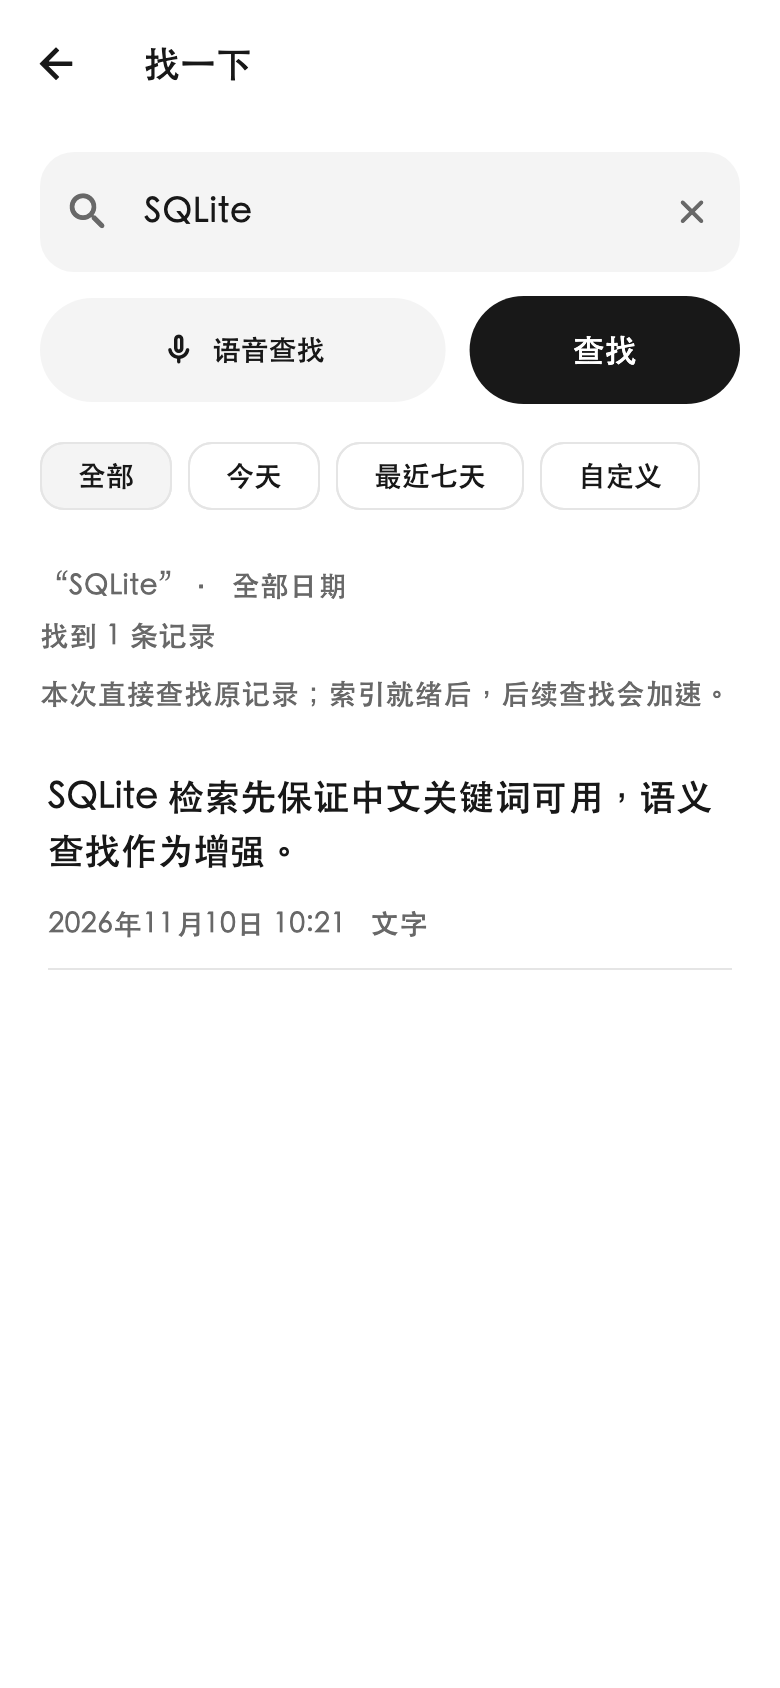 找一下
SQLite
语音查找
查找
全部
今天
最近七天
自定义
“SQLite” · 全部日期
找到 1 条记录
本次直接查找原记录；索引就绪后，后续查找会加速。
SQLite 检索先保证中文关键词可用，语义
查找作为增强。
2026年11月10日 10:21 文字